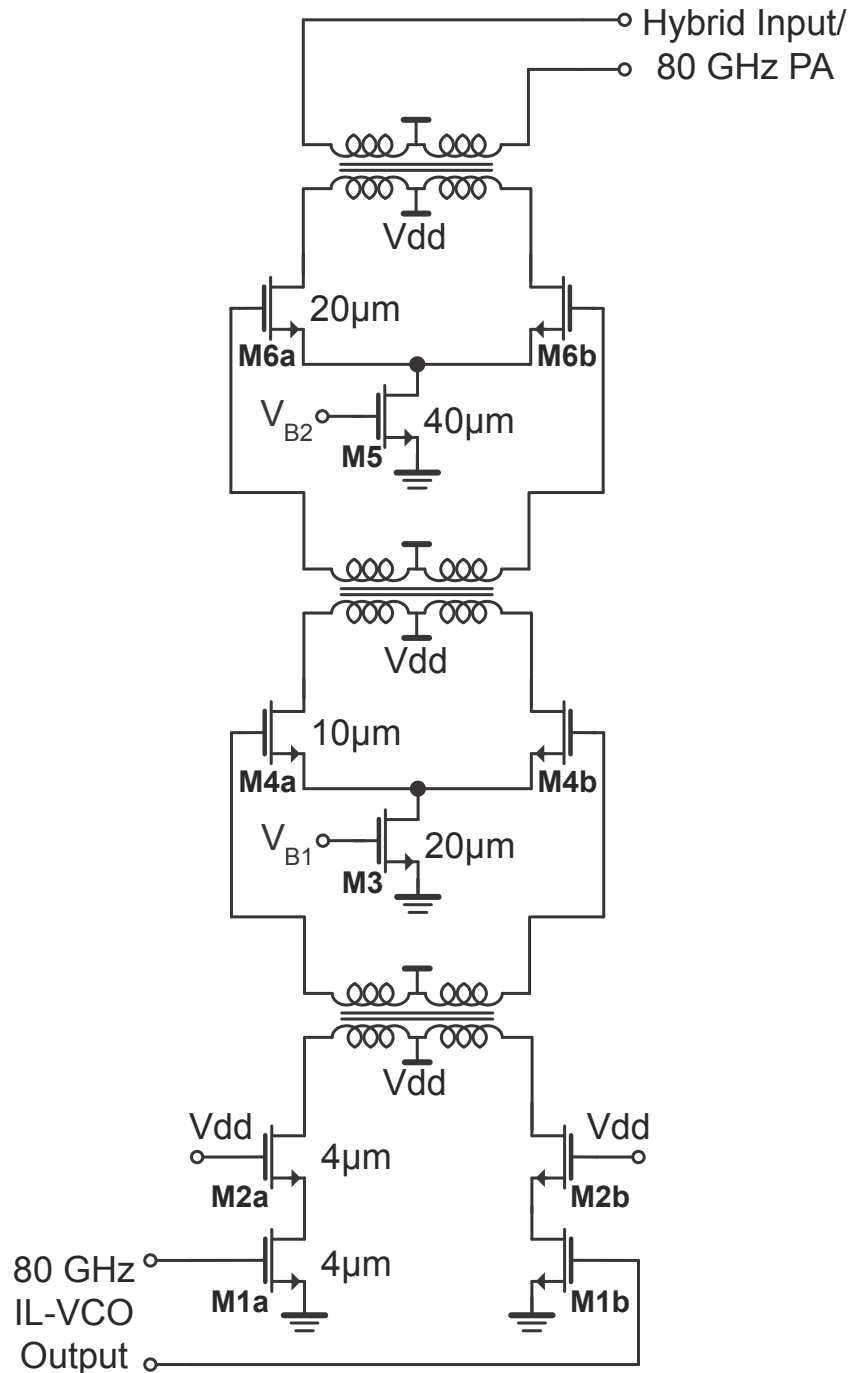 Hybrid Input/
80 GHz PA
Vdd
20µm
M6a
M6b
V_B2
40µm
M5
Vdd
10µm
M4a
M4b
V_B1
20µm
M3
Vdd
Vdd
Vdd
4µm
M2a
M2b
4µm
M1a
M1b
80 GHz
IL-VCO
Output